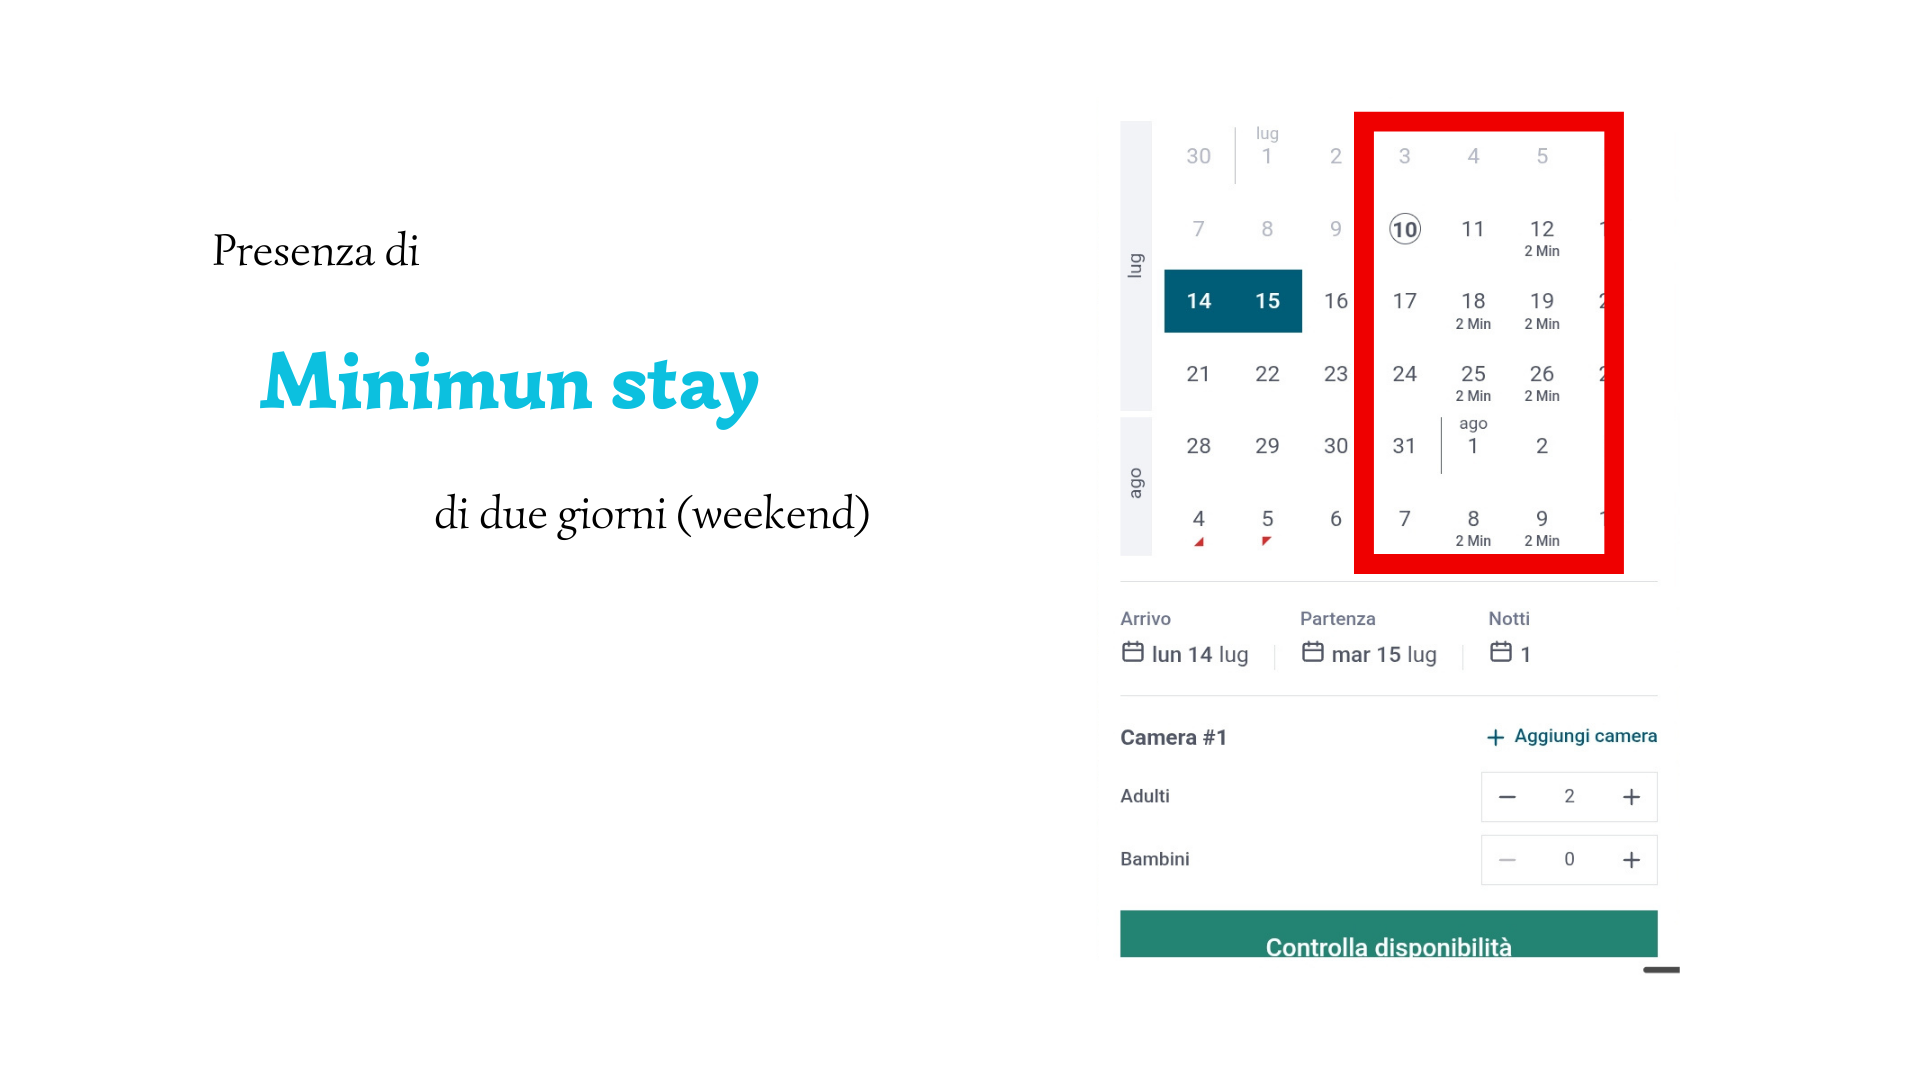 Presenza di
Minimun stay
di due giorni (weekend)
lug
30 1 2 3 4 5
7 8 9 10 11 12
2 Min
lug
14 15 16 17 18 19
2 Min 2 Min
21 22 23 24 25 26
2 Min 2 Min
ago
28 29 30 31 1 2
ago
4 5 6 7 8 9
2 Min 2 Min
Arrivo Partenza Notti
lun 14 lug mar 15 lug 1
Camera #1 + Aggiungi camera
Adulti − 2 +
Bambini − 0 +
Controlla disponibilità